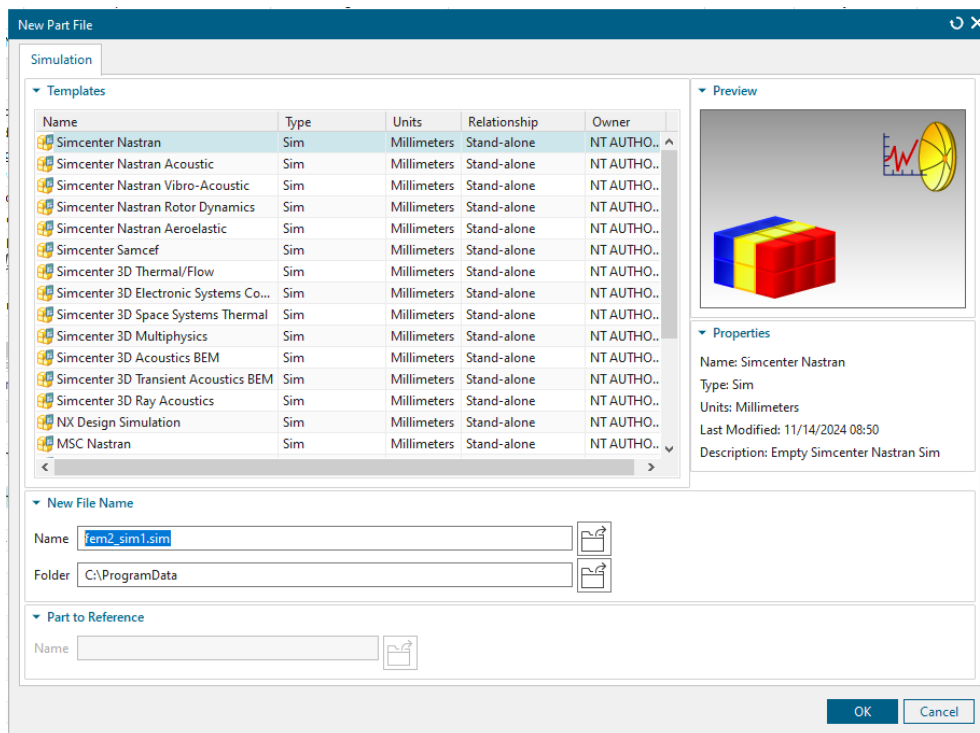 New Part File
Simulation
Templates
Name Type Units Relationship Owner
Simcenter Nastran Sim Millimeters Stand-alone NT AUTHO...
Simcenter Nastran Acoustic Sim Millimeters Stand-alone NT AUTHO...
Simcenter Nastran Vibro-Acoustic Sim Millimeters Stand-alone NT AUTHO...
Simcenter Nastran Rotor Dynamics Sim Millimeters Stand-alone NT AUTHO...
Simcenter Nastran Aeroelastic Sim Millimeters Stand-alone NT AUTHO...
Simcenter Samcef Sim Millimeters Stand-alone NT AUTHO...
Simcenter 3D Thermal/Flow Sim Millimeters Stand-alone NT AUTHO...
Simcenter 3D Electronic Systems Co... Sim Millimeters Stand-alone NT AUTHO...
Simcenter 3D Space Systems Thermal Sim Millimeters Stand-alone NT AUTHO...
Simcenter 3D Multiphysics Sim Millimeters Stand-alone NT AUTHO...
Simcenter 3D Acoustics BEM Sim Millimeters Stand-alone NT AUTHO...
Simcenter 3D Transient Acoustics BEM Sim Millimeters Stand-alone NT AUTHO...
Simcenter 3D Ray Acoustics Sim Millimeters Stand-alone NT AUTHO...
NX Design Simulation Sim Millimeters Stand-alone NT AUTHO...
MSC Nastran Sim Millimeters Stand-alone NT AUTHO...
Preview
Properties
Name: Simcenter Nastran
Type: Sim
Units: Millimeters
Last Modified: 11/14/2024 08:50
Description: Empty Simcenter Nastran Sim
New File Name
Name fem2_sim1.sim
Folder C:\ProgramData
Part to Reference
Name
OK Cancel